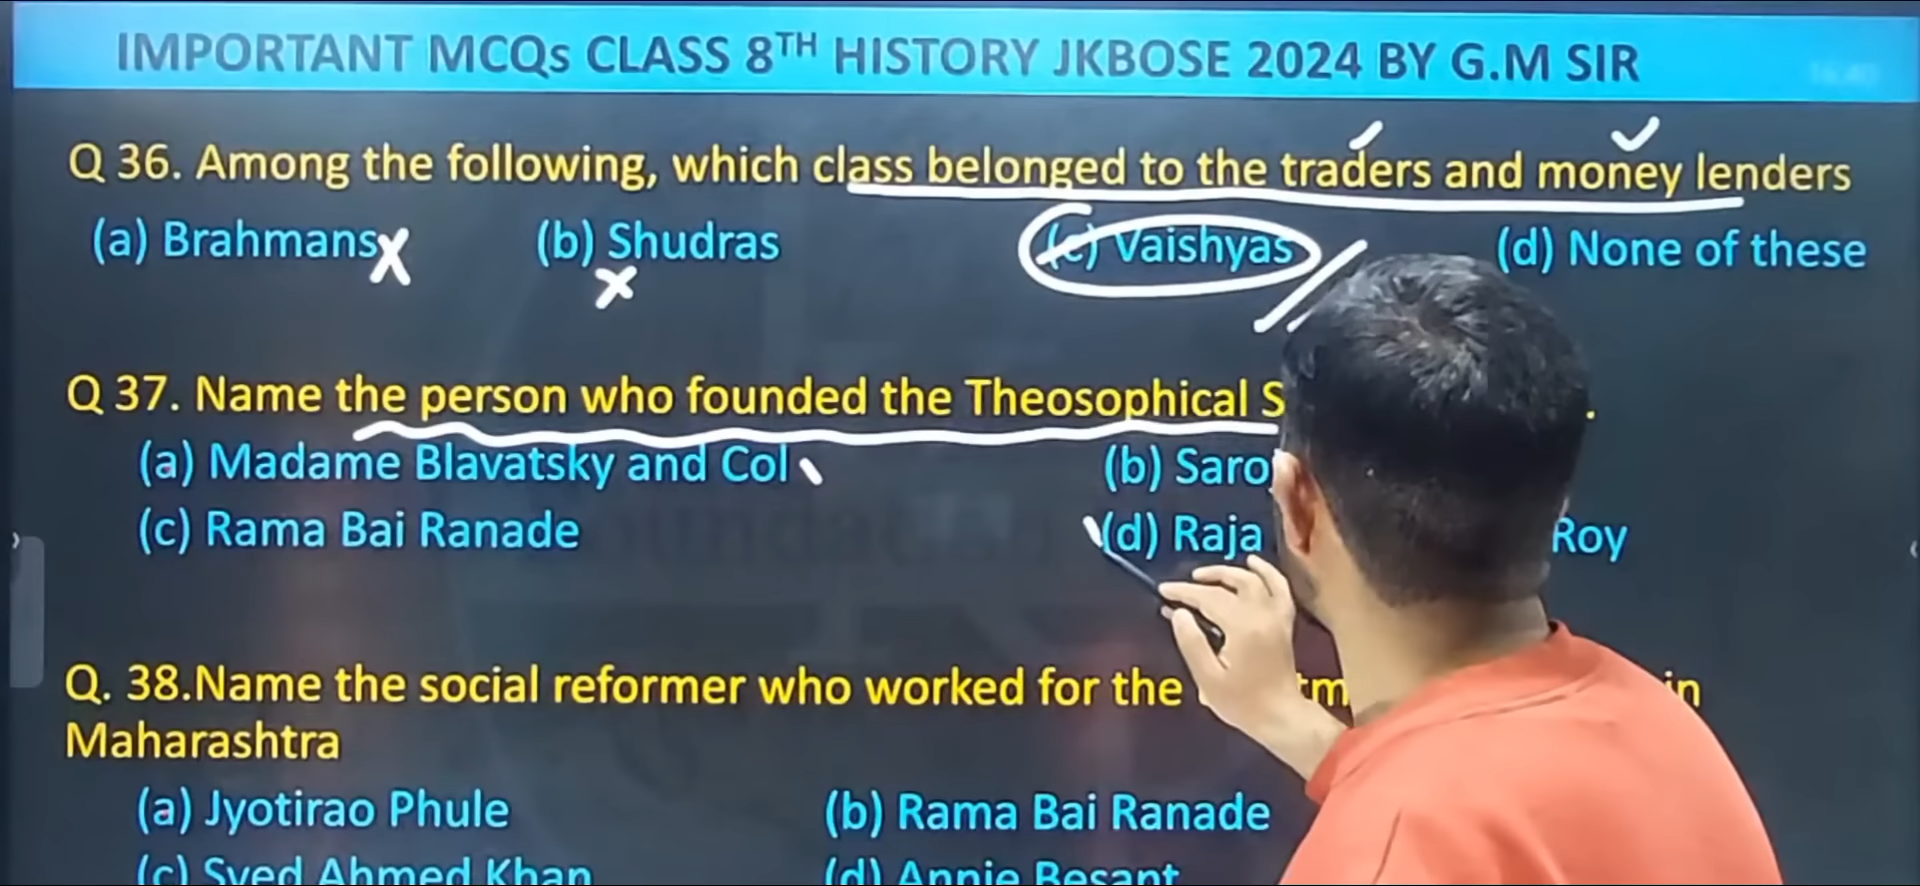 IMPORTANT MCQs CLASS 8TH HISTORY JKBOSE 2024 BY G.M SIR
Q 36. Among the following, which class belonged to the traders and money lenders
(a) Brahmans (b) Shudras (c) Vaishyas (d) None of these
Q 37. Name the person who founded the Theosophical S
(a) Madame Blavatsky and Col (b) Saro
(c) Rama Bai Ranade (d) Raja Roy
Q. 38.Name the social reformer who worked for the in
Maharashtra
(a) Jyotirao Phule (b) Rama Bai Ranade
(c) Syed Ahmed Khan (d) Annie Besant